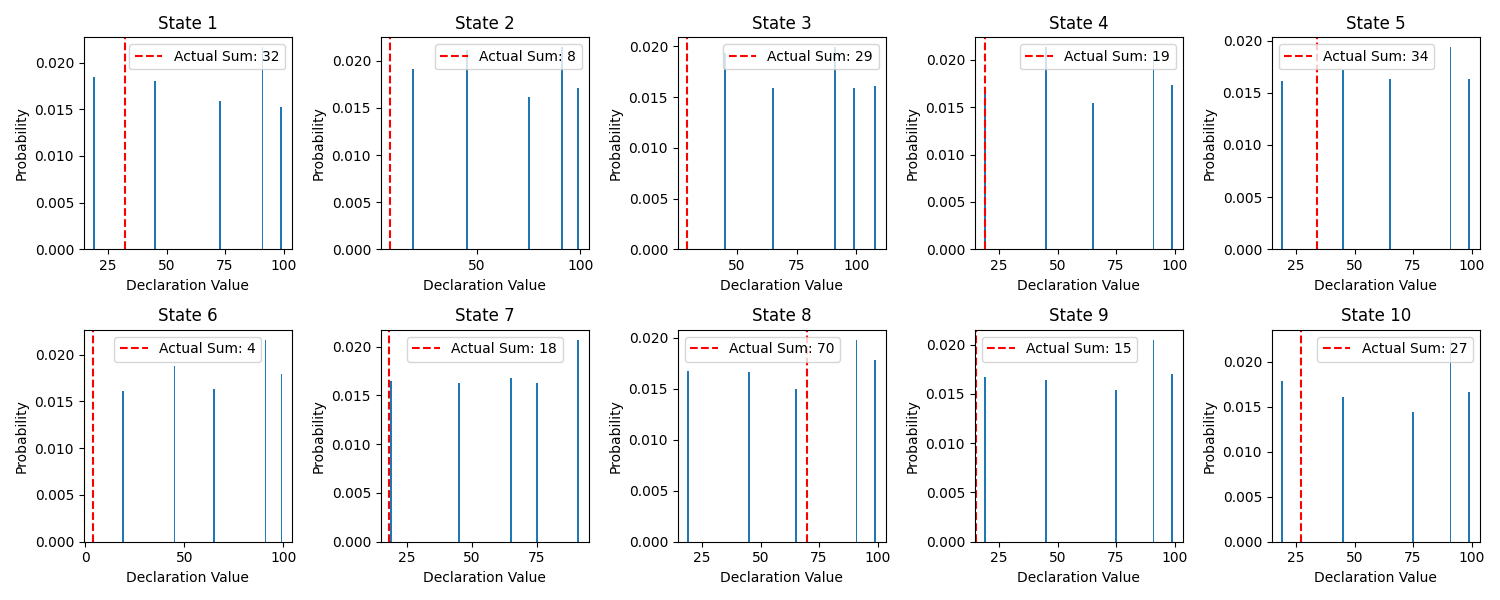 State 1 State 2 State 3 State 4 State 5
Actual Sum: 32 Actual Sum: 8 Actual Sum: 29 Actual Sum: 19 Actual Sum: 34
Probability Probability Probability Probability Probability
0.020 0.020 0.020 0.020 0.020
0.015 0.015 0.015 0.015 0.015
0.010 0.010 0.010 0.010 0.010
0.005 0.005 0.005 0.005 0.005
0.000 0.000 0.000 0.000 0.000
25 50 75 100 50 100 50 75 100 25 50 75 100 25 50 75 100
Declaration Value Declaration Value Declaration Value Declaration Value Declaration Value
State 6 State 7 State 8 State 9 State 10
Actual Sum: 4 Actual Sum: 18 Actual Sum: 70 Actual Sum: 15 Actual Sum: 27
Probability Probability Probability Probability Probability
0.020 0.020 0.020 0.020 0.020
0.015 0.015 0.015 0.015 0.015
0.010 0.010 0.010 0.010 0.010
0.005 0.005 0.005 0.005 0.005
0.000 0.000 0.000 0.000 0.000
0 50 100 25 50 75 25 50 75 100 25 50 75 100 25 50 75 100
Declaration Value Declaration Value Declaration Value Declaration Value Declaration Value